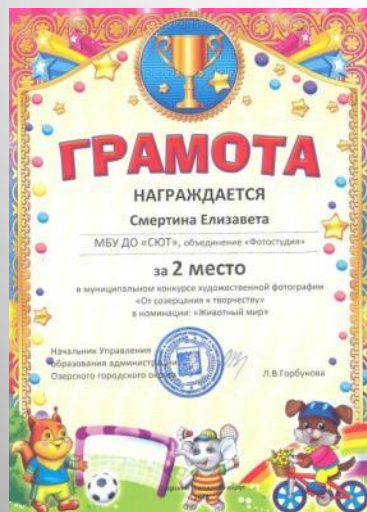 ГРАМОТА
НАГРАЖДАЕТСЯ
Смертина Елизавета
МБУ ДО «СЮТ», объединение «Фотостудия»
за 2 место
в муниципальном конкурсе художественной фотографии
«От созерцания к творчеству»
в номинации: «Животный мир»
Начальник Управления
образования администрации
Озерского городского округа
Л.В.Горбунова